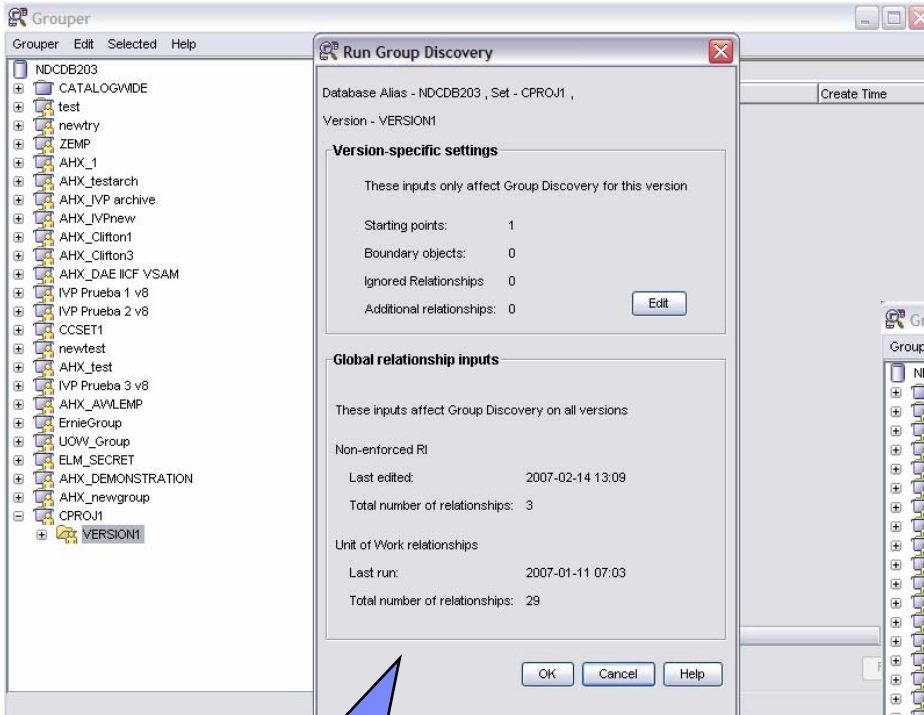 Grouper
Grouper Edit Selected Help
NDCDB203
CATALOGWIDE
test
newtry
ZEMP
AHX_1
AHX_testarch
AHX_IVP archive
AHX_IVPnew
AHX_Clifton1
AHX_Clifton3
AHX_DAE IICF VSAM
IVP Prueba 1 v8
IVP Prueba 2 v8
CCSET1
newtest
AHX_test
IVP Prueba 3 v8
AHX_AWLEMP
ErnieGroup
UOW_Group
ELM_SECRET
AHX_DEMONSTRATION
AHX_newgroup
CPROJ1
VERSION1
Run Group Discovery
Database Alias - NDCDB203 , Set - CPROJ1 ,
Version - VERSION1
Version-specific settings
These inputs only affect Group Discovery for this version
Starting points: 1
Boundary objects: 0
Ignored Relationships 0
Additional relationships: 0
Edit
Global relationship inputs
These inputs affect Group Discovery on all versions
Non-enforced RI
Last edited: 2007-02-14 13:09
Total number of relationships: 3
Unit of Work relationships
Last run: 2007-01-11 07:03
Total number of relationships: 29
OK Cancel Help
Create Time